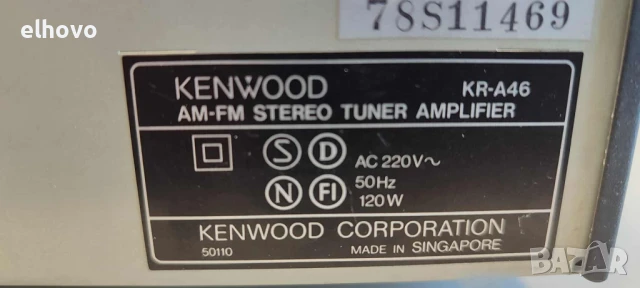 elhovo
78S11469
KENWOOD KR-A46
AM-FM STEREO TUNER AMPLIFIER
S D AC 220V~
N FI 50Hz
120W
KENWOOD CORPORATION
50110 MADE IN SINGAPORE
BAZAR